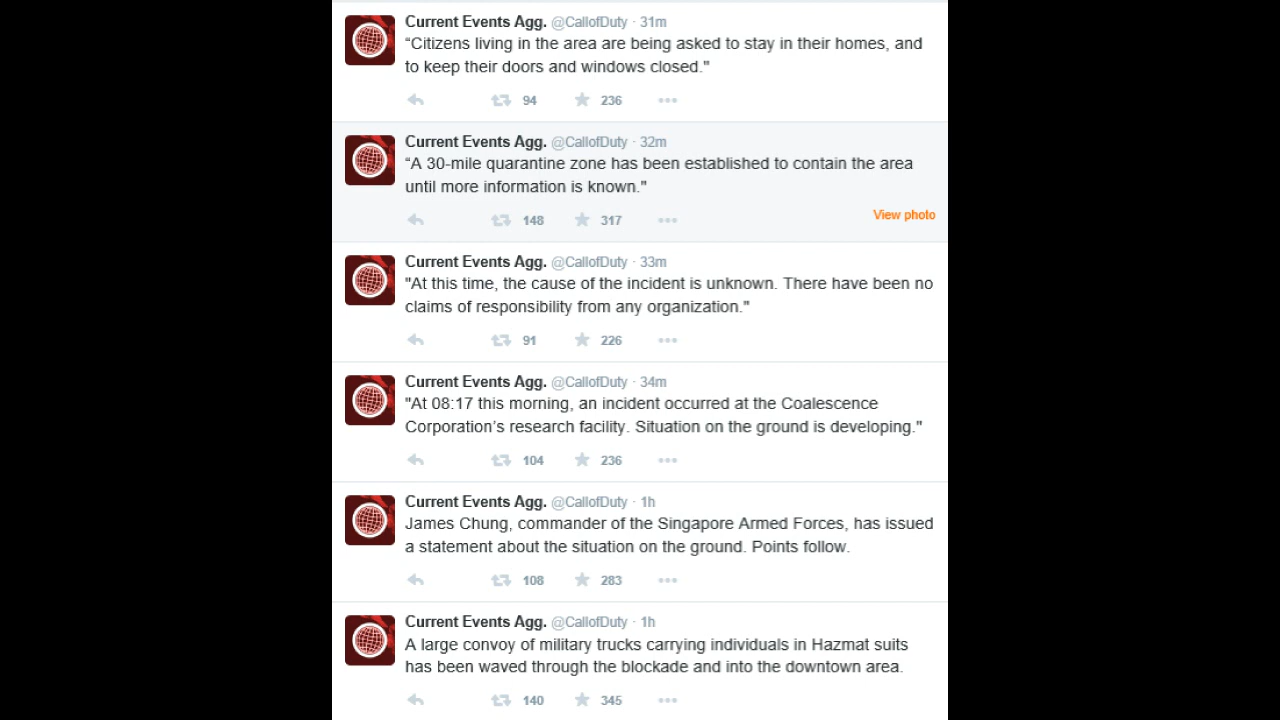 Current Events Agg. @CallofDuty · 31m
“Citizens living in the area are being asked to stay in their homes, and
to keep their doors and windows closed."
94 236
Current Events Agg. @CallofDuty · 32m
“A 30-mile quarantine zone has been established to contain the area
until more information is known."
148 317 View photo
Current Events Agg. @CallofDuty · 33m
"At this time, the cause of the incident is unknown. There have been no
claims of responsibility from any organization."
91 226
Current Events Agg. @CallofDuty · 34m
"At 08:17 this morning, an incident occurred at the Coalescence
Corporation’s research facility. Situation on the ground is developing."
104 236
Current Events Agg. @CallofDuty · 1h
James Chung, commander of the Singapore Armed Forces, has issued
a statement about the situation on the ground. Points follow.
108 283
Current Events Agg. @CallofDuty · 1h
A large convoy of military trucks carrying individuals in Hazmat suits
has been waved through the blockade and into the downtown area.
140 345